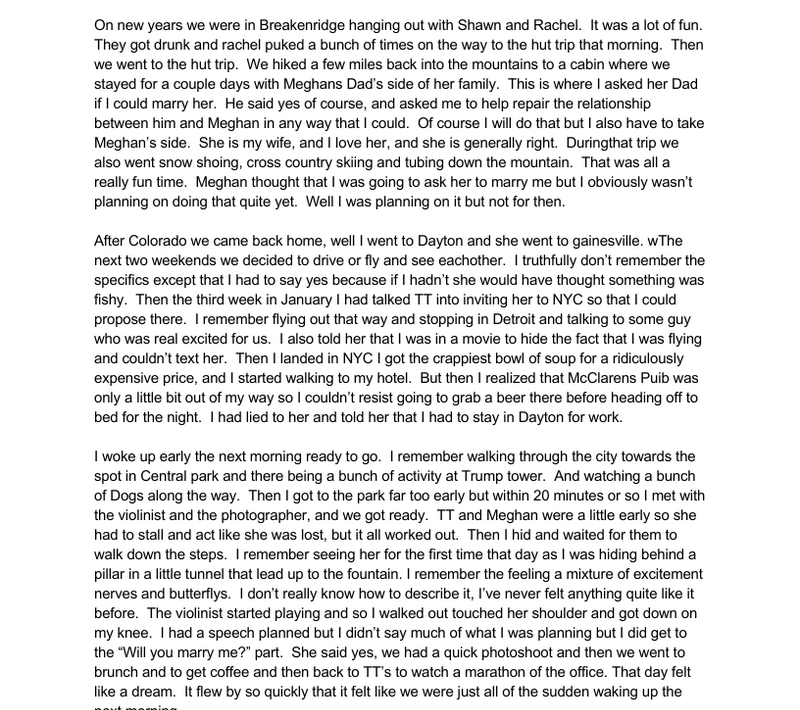 On new years we were in Breakenridge hanging out with Shawn and Rachel.  It was a lot of fun.
They got drunk and rachel puked a bunch of times on the way to the hut trip that morning.  Then
we went to the hut trip.  We hiked a few miles back into the mountains to a cabin where we
stayed for a couple days with Meghans Dad's side of her family.  This is where I asked her Dad
if I could marry her.  He said yes of course, and asked me to help repair the relationship
between him and Meghan in any way that I could.  Of course I will do that but I also have to take
Meghan's side.  She is my wife, and I love her, and she is generally right.  Duringthat trip we
also went snow shoing, cross country skiing and tubing down the mountain.  That was all a
really fun time.  Meghan thought that I was going to ask her to marry me but I obviously wasn't
planning on doing that quite yet.  Well I was planning on it but not for then.

After Colorado we came back home, well I went to Dayton and she went to gainesville. wThe
next two weekends we decided to drive or fly and see eachother.  I truthfully don't remember the
specifics except that I had to say yes because if I hadn't she would have thought something was
fishy.  Then the third week in January I had talked TT into inviting her to NYC so that I could
propose there.  I remember flying out that way and stopping in Detroit and talking to some guy
who was real excited for us.  I also told her that I was in a movie to hide the fact that I was flying
and couldn't text her.  Then I landed in NYC I got the crappiest bowl of soup for a ridiculously
expensive price, and I started walking to my hotel.  But then I realized that McClarens Puib was
only a little bit out of my way so I couldn't resist going to grab a beer there before heading off to
bed for the night.  I had lied to her and told her that I had to stay in Dayton for work.

I woke up early the next morning ready to go.  I remember walking through the city towards the
spot in Central park and there being a bunch of activity at Trump tower.  And watching a bunch
of Dogs along the way.  Then I got to the park far too early but within 20 minutes or so I met with
the violinist and the photographer, and we got ready.  TT and Meghan were a little early so she
had to stall and act like she was lost, but it all worked out.  Then I hid and waited for them to
walk down the steps.  I remember seeing her for the first time that day as I was hiding behind a
pillar in a little tunnel that lead up to the fountain. I remember the feeling a mixture of excitement
nerves and butterflys.  I don't really know how to describe it, I've never felt anything quite like it
before.  The violinist started playing and so I walked out touched her shoulder and got down on
my knee.  I had a speech planned but I didn't say much of what I was planning but I did get to
the "Will you marry me?" part.  She said yes, we had a quick photoshoot and then we went to
brunch and to get coffee and then back to TT's to watch a marathon of the office. That day felt
like a dream.  It flew by so quickly that it felt like we were just all of the sudden waking up the
next morning